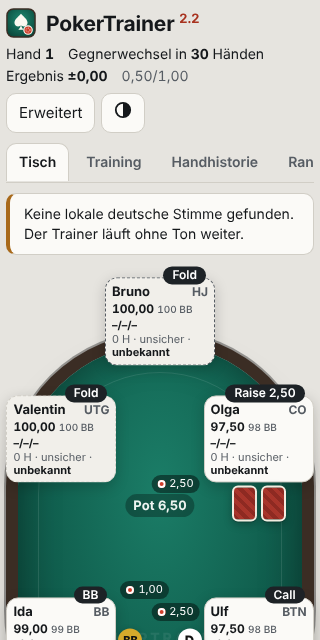 PokerTrainer 2.2
Hand 1 Gegnerwechsel in 30 Händen
Ergebnis ±0,00 0,50/1,00
Erweitert
Tisch Training Handhistorie Ran
Keine lokale deutsche Stimme gefunden.
Der Trainer läuft ohne Ton weiter.
Fold
Bruno HJ
100,00 100 BB
–/–/–
0 H · unsicher ·
unbekannt
Fold
Valentin UTG
100,00 100 BB
–/–/–
0 H · unsicher ·
unbekannt
Raise 2,50
Olga CO
97,50 98 BB
–/–/–
0 H · unsicher ·
unbekannt
2,50
Pot 6,50
1,00
2,50
BB
Ida BB
99,00 99 BB
BB
D
Call
Ulf BTN
97,50 98 BB